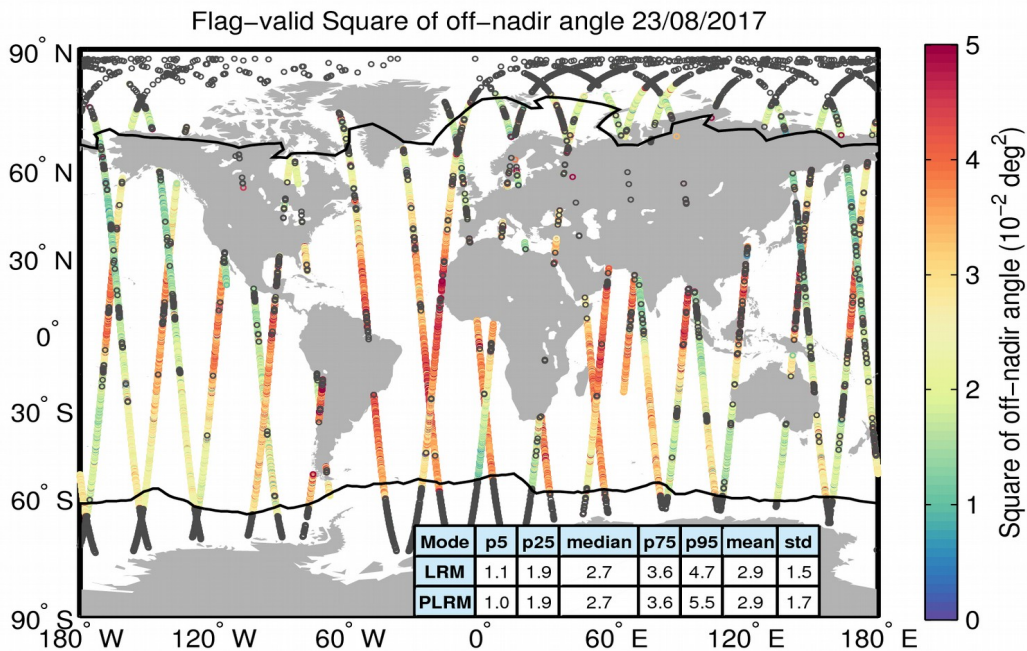 Flag−valid Square of off−nadir angle 23/08/2017
90° N
60° N
30° N
0°
30° S
60° S
90° S
180° W
120° W
60° W
0°
60° E
120° E
180° E
Mode p5 p25 median p75 p95 mean std
LRM 1.1 1.9 2.7 3.6 4.7 2.9 1.5
PLRM 1.0 1.9 2.7 3.6 5.5 2.9 1.7
5
4
3
2
1
0
Square of off−nadir angle (10⁻² deg²)